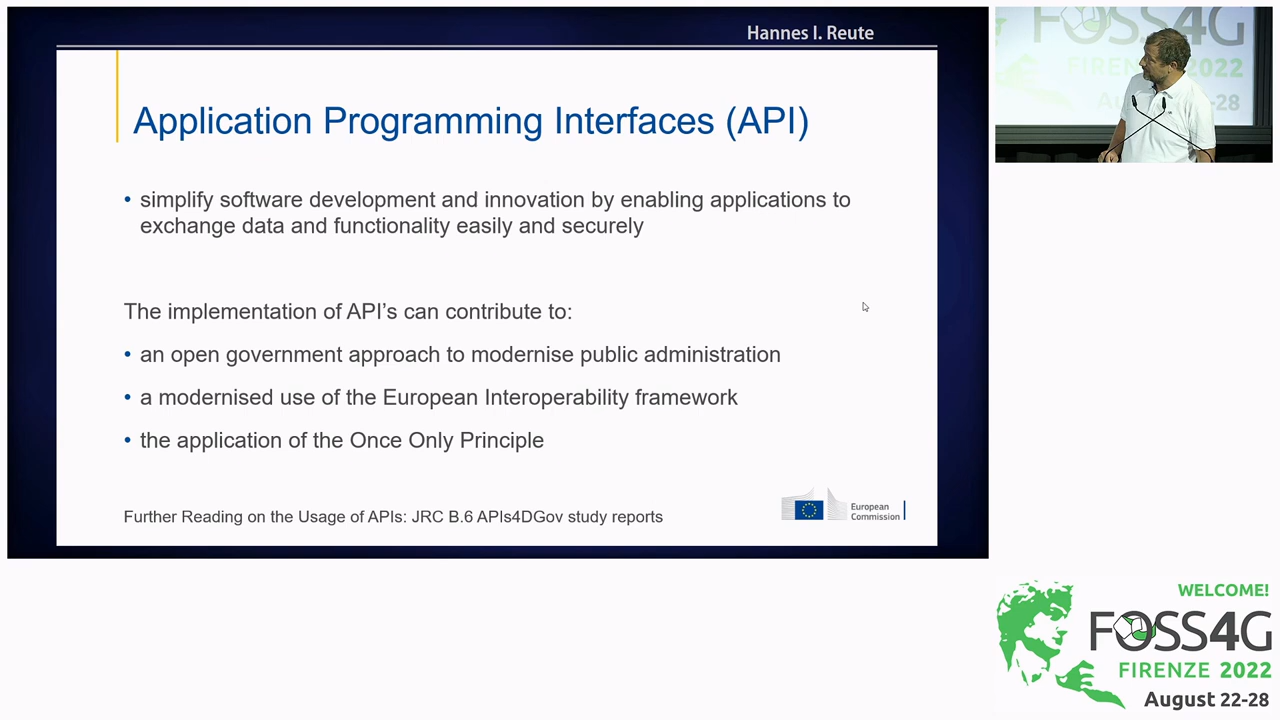 Hannes I. Reute
Application Programming Interfaces (API)
• simplify software development and innovation by enabling applications to
exchange data and functionality easily and securely
The implementation of API's can contribute to:
• an open government approach to modernise public administration
• a modernised use of the European Interoperability framework
• the application of the Once Only Principle
Further Reading on the Usage of APIs: JRC B.6 APIs4DGov study reports
European
Commission
FOSS4G
FIRENZE 2022
WELCOME!
FOSS4G
FIRENZE 2022
August 22-28